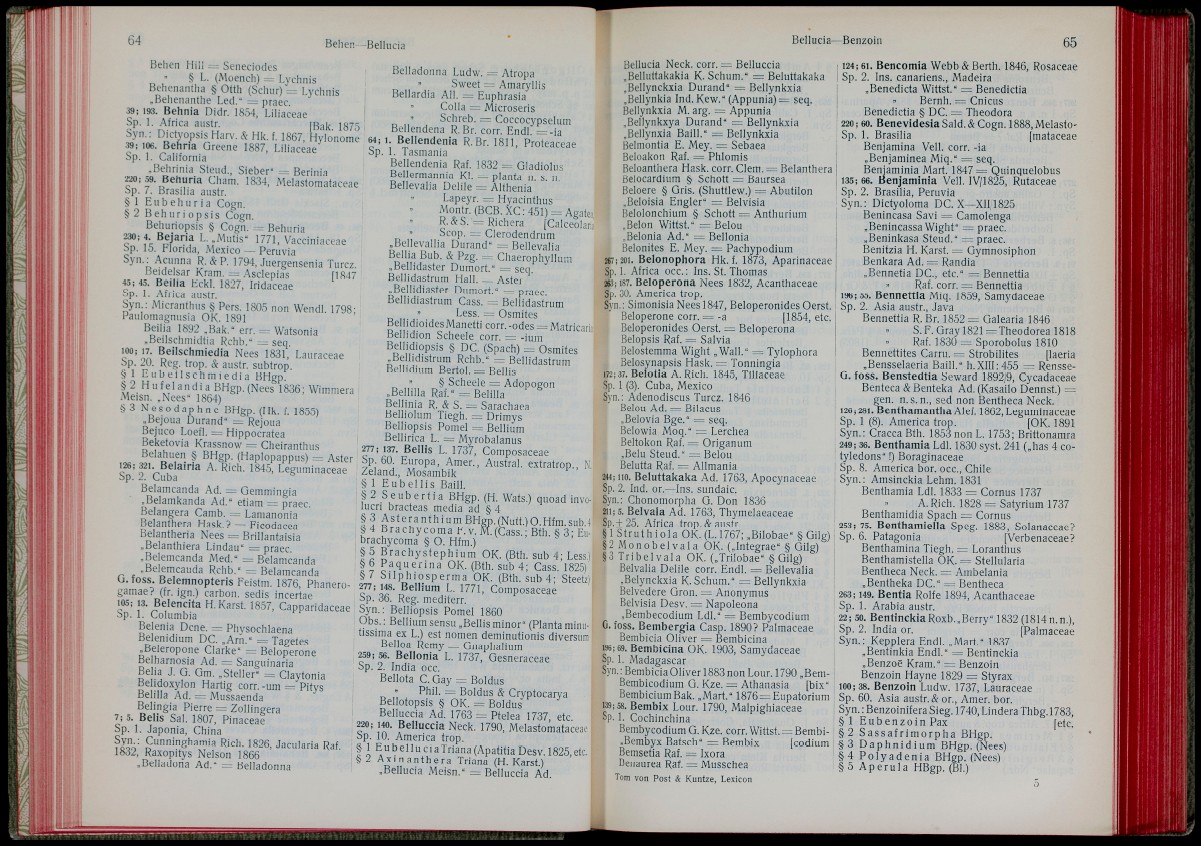 64
Behen—Bellucia
Behen Hill = Seneciodes
" § L. (Moench) = Lychnis
Behenantha § Otth (Schur) = Lychnis
„Behenanthe Led.“ = praec.
39; 193. Behnia Didr. 1854, Liliaceae
Sp. 1. Africa austr. [Bak. 1875
Syn.: Dictyopsis Harv. & Hk. f. 1867, Hylonome
39; 106. Behria Greene 1887, Liliaceae
Sp. 1. California
„Behrinia Steud., Sieber“ = Berinia
220; 59. Behuria Cham. 1834, Melastomataceae
Sp. 7. Brasilia austr.
§ 1 Eubehuria Cogn.
§ 2 Behuriopsis Cogn.
Behuriopsis § Cogn. = Behuria
230; 4. Bejaria L. „Mutis“ 1771, Vacciniaceae
Sp. 15. Florida, Mexico — Peruvia
Syn.: Acunna R. & P. 1794, Juergensenia Turcz.
Beidelsar Kram. = Asclepias [1847
45; 45. Beilia Eckl. 1827, Iridaceae
Sp. 1. Africa austr.
Syn.: Micranthus § Pers. 1805 non Wendl. 1798;
Paulomagnusia OK. 1891
Beilia 1892 „Bak.“ err. = Watsonia
„Beilschmidtia Rchb.“ = seq.
100; 17. Beilschmiedia Nees 1831, Lauraceae
Sp. 20. Reg. trop. & austr. subtrop.
§ 1 Eubeilschmiedia BHgp.
§ 2 Hufelandia BHgp. (Nees 1836; Wimmera
Meisn. „Nees“ 1864)
§ 3 Nesodaphne BHgp. (Hk. f. 1855)
„Bejoua Durand“ = Rejoua
Bejuco Loefl. = Hippocratea
Beketovia Krassnow = Cheiranthus
Belahuen § BHgp. (Haplopappus) = Aster
126; 321. Belairia A. Rich. 1845, Leguminaceae
Sp. 2. Cuba
Belamcanda Ad. = Gemmingia
„Belamkanda Ad.“ etiam = praec.
Belangera Camb. = Lamanonia
Belanthera Hask. ? = Picodacea
Belantheria Nees = Brillantaisia
„Belanthiera Lindau“ = praec.
„Belemcanda Med.“ = Belamcanda
„Belemcauda Rchb.“ = Belamcanda
G. foss. Belemnopteris Feistm. 1876, Phanero-
gamae? (fr. ign.) carbon. sedis incertae
105; 13. Belencita H. Karst. 1857, Capparidaceae
Sp. 1. Columbia
Belenia Dcne. = Physochlaena
Belenidium DC. „Arn.“ = Tagetes
„Beleropone Clarke“ = Beloperone
Belharnosia Ad. = Sanguinaria
Belia J. G. Gm. „Steller“ = Claytonia
Belidoxylon Hartig corr. -um = Pitys
Belilla Ad. = Mussaenda
Belingia Pierre = Zollingera
7; 5. Belis Sal. 1807, Pinaceae
Sp. 1. Japonia, China
Syn.: Cunninghamia Rich. 1826, Jacularia Raf.
1832, Raxopitys Nelson 1866
„Belladona Ad.“ = Belladonna
Belladonna Ludw. = Atropa
" Sweet = Amaryllis
Bellardia All. = Euphrasia
" Colla = Microseris
" Schreb. = Coccocypselum
Bellendena R. Br. corr. Endl. = -ia
64; 1. Bellendenia R. Br. 1811, Proteaceae
Sp. 1. Tasmania
Bellendenia Raf. 1832 = Gladiolus
Bellermannia Kl. = planta n. s. n.
Bellevalia Delile = Althenia
" Lapeyr. = Hyacinthus
" Montr. (BCB. XC: 451) = Agatea
" R. & S. = Richera [Calceolaria
" Scop. = Clerodendrum
„Bellevallia Durand“ = Bellevalia
Bellia Bub. & Pzg. = Chaerophyllum
„Bellidaster Dumort.“ = seq.
Bellidastrum Hall. = Aster
„Bellidiaster Dumort.“ = praec.
Bellidiastrum Cass. = Bellidastrum
" Less. = Osmites
Bellidioides Manetti corr. -odes = Matricaria
Bellidion Scheele corr. = -ium
Bellidiopsis § DC. (Spach) = Osmites
„Bellidistrum Rchb.“ = Bellidastrum
Bellidium Bertol. = Bellis
" § Scheele = Adopogon
„Bellilla Raf.“ = Belilla
Bellinia R. & S. = Sarachaea
Belliolum Tiegh. = Drimys
Belliopsis Pomel = Bellium
Bellirica L. = Myrobalanus
277; 137. Bellis L. 1737, Composaceae
Sp. 60. Europa, Amer., Austral. extratrop., N.
Zeland., Mosambik
§ 1 Eubellis Baill.
§ 2 Seubertia BHgp. (H. Wats.) quoad invo-
lucri bracteas media ad § 4
§ 3 Asteranthium BHgp. (Nutt.) O. Hfm. sub. 4
§ 4 Brachycoma F. v. M. (Cass.; Bth. § 3; Eu-
brachycoma § O. Hfm.)
§ 5 Brachystephium OK. (Bth. sub 4; Less.)
§ 6 Paquerina OK. (Bth. sub 4; Cass. 1825)
§ 7 Silphiosperma OK. (Bth. sub 4; Steetz)
277; 148. Bellium L. 1771, Composaceae
Sp. 36. Reg. mediterr.
Syn.: Belliopsis Pomel 1860
Obs.: Bellium sensu „Bellis minor“ (Planta minu-
tissima ex L.) est nomen deminutionis diversum
Belloa Remy = Gnaphalium
259; 56. Bellonia L. 1737, Gesneraceae
Sp. 2. India occ.
Bellota C. Gay = Boldus
" Phil. = Boldus & Cryptocarya
Bellotopsis § OK. = Boldus
Belluccia Ad. 1763 = Ptelea 1737, etc.
220; 140. Belluccia Neck. 1790, Melastomataceae
Sp. 10. America trop.
§ 1 Eubellucia Triana (Apatitia Desv. 1825, etc.
§ 2 Axinanthera Triana (H. Karst.)
„Bellucia Meisn.“ = Belluccia Ad.
Bellucia—Benzoin
65
Bellucia Neck. corr. = Belluccia
„Belluttakaia K. Schum.“ = Beluttakaka
„Bellynckxia Durand“ = Bellynkxia
„Bellynkia Ind. Kew.“ (Appunia) = seq.
Bellynkxia M. arg. = Appunia
„Bellynkxya Durand“ = Bellynkxia
„Bellynxia Baill.“ = Bellynkxia
Belmontia E. Mey. = Sebaea
Beloakon Raf. = Phlomis
Beloanthera Hask. corr. Clem. = Belanthera
Belocardium § Schott = Baursea
Beloere § Gris. (Shuttlew.) = Abutilon
„Beloisia Engler“ = Belvisia
Belolonchium § Schott = Anthurium
„Belon Wittst.“ = Belou
„Belonia Ad.“ = Bellonia
Belonites E. Mey. = Pachypodium
267; 201. Belonophora Hk. f. 1873, Aparinaceae
Sp. 1. Africa occ.: Ins. St. Thomas
263; 187. Beloperona Nees 1832, Acanthaceae
Sp. 30. America trop.
Syn.: Simonisia Nees 1847, Beloperonides Oerst.
Beloperone corr. = -a [1854, etc.
Beloperonides Oerst. = Beloperona
Belopsis Raf. = Salvia
Belostemma Wight „Wall.“ = Tylophora
Belosynapsis Hask. = Tonningia
172; 37. Belotia A. Rich. 1845, Tiliaceae
Sp. 1 (3). Cuba, Mexico
Syn.: Adenodiscus Turcz. 1846
Belou Ad. = Bilacus
„Belovia Bge.“ = seq.
Belowia Moq.“ = Lerchea
Beltokon Raf. = Origanum
„Belu Steud.“ = Belou
Belutta Raf. = Allmania
244; 110. Beluttakaka Ad. 1763, Apocynaceae
Sp. 2. Ind. or.—Ins. sundaic.
Syn.: Chonomorpha G. Don 1836
211; 5. Belvala Ad. 1763, Thymelaeaceae
Sp. ± 25. Africa trop. & austr.
§ 1 Struthiola OK. (L. 1767; „Bilobae“ § Gilg)
§ 2 Monobelvala OK. („Integrae“ § Gilg)
§ 3 Tribelvala OK. („Trilobae“ § Gilg)
Belvalia Delile corr. Endl. = Bellevalia
„Belynckxia K. Schum.“ = Bellynkxia
Belvedere Gron. = Anonymus
Belvisia Desv. = Napoleona
„Bembecodium Ldl.“ = Bembycodium
G. foss. Bembergia Casp. 1890? Palmaceae
Bembicia Oliver = Bembicina
196; 69. Bembicina OK. 1903, Samydaceae
Sp. 1. Madagascar
Syn.: Bembicia Oliver 1883 non Lour. 1790 „Bem-
Bembicodium G. Kze. = Athanasia [bix“
Bembicium Bak. „Mart.“ 1876 = Eupatorium
129; 58. Bembix Lour. 1790, Malpighiaceae
Sp. 1. Cochinchina
Bembycodium G. Kze. corr. Wittst. = Bembi-
„Bembyx Batsch“ = Bembix [codium
Bemsetia Raf. = Ixora
Benaurea Raf. = Musschea
Tom von Post & Kuntze, Lexicon
124; 61. Bencomia Webb & Berth. 1846, Rosaceae
Sp. 2. Ins. canariens., Madeira
„Benedicta Wittst.“ = Benedictia
" Bernh. = Cnicus
Benedictia § DC. = Theodora
220; 60. Benevidesia Sald. & Cogn. 1888, Melasto-
Sp. 1. Brasilia [mataceae
Benjamina Vell. corr. -ia
„Benjaminea Miq.“ = seq.
Benjaminia Mart. 1847 = Quinquelobus
135; 66. Benjaminia Vell. IV/1825, Rutaceae
Sp. 2. Brasilia, Peruvia
Syn.: Dictyoloma DC. X—XII 1825
Benincasa Savi = Camolenga
„Benincassa Wight“ = praec.
„Beninkasa Steud.“ = praec.
Benitzia H. Karst. = Gymnosiphon
Benkara Ad. = Randia
„Bennetia DC., etc.“ = Bennettia
" Raf. corr. = Bennettia
196; 55. Bennettia Miq. 1859, Samydaceae
Sp. 2. Asia austr., Java
Bennettia R. Br. 1852 = Galearia 1846
" S. F. Gray 1821 = Theodorea 1818
" Raf. 1830 = Sporobolus 1810
Bennettites Carru. = Strobilites [laeria
„Bensselaeria Baill.“ h. XIII: 455 = Rensse-
G. foss. Benstedtia Seward 1892/9, Cycadaceae
Benteca & Benteka Ad. (Kasailo Dennst.) =
gen. n. s. n., sed non Bentheca Neck.
126; 281. Benthamantha Alef. 1862, Leguminaceae
Sp. 1 (8). America trop. [OK. 1891
Syn.: Cracca Bth. 1853 non L. 1753; Brittonamra
249; 36. Benthamia Ldl. 1830 syst. 241 („has 4 co-
tyledons“ !) Boraginaceae
Sp. 8. America bor. occ., Chile
Syn.: Amsinckia Lehm. 1831
Benthamia Ldl. 1833 = Cornus 1737
" A. Rich. 1828 = Satyrium 1737
Benthamidia Spach = Cornus
253; 75. Benthamiella Speg. 1883, Solanaceae?
Sp. 6. Patagonia [Verbenaceae?
Benthamina Tiegh. = Loranthus
Benthamistella OK. = Stellularia
Bentheca Neck. = Ambelania
„Bentheka DC.“ = Bentheca
263; 149. Bentia Rolfe 1894, Acanthaceae
Sp. 1. Arabia austr.
22; 50. Bentinckia Roxb. „Berry“ 1832 (1814 n. n.),
Sp. 2. India or. [Palmaceae
Syn.: Kepplera Endl. „Mart.“ 1837
„Bentinkia Endl.“ = Bentinckia
„Benzoë Kram.“ = Benzoin
Benzoin Hayne 1829 = Styrax
100; 38. Benzoin Ludw. 1737, Lauraceae
Sp. 60. Asia austr. & or., Amer. bor.
Syn.: Benzoinifera Sieg. 1740, Lindera Thbg. 1783,
§ 1 Eubenzoin Pax [etc.
§ 2 Sassafrimorpha BHgp.
§ 3 Daphnidium BHgp. (Nees)
§ 4 Polyadenia BHgp. (Nees)
§ 5 Aperula HBgp. (Bl.)
5